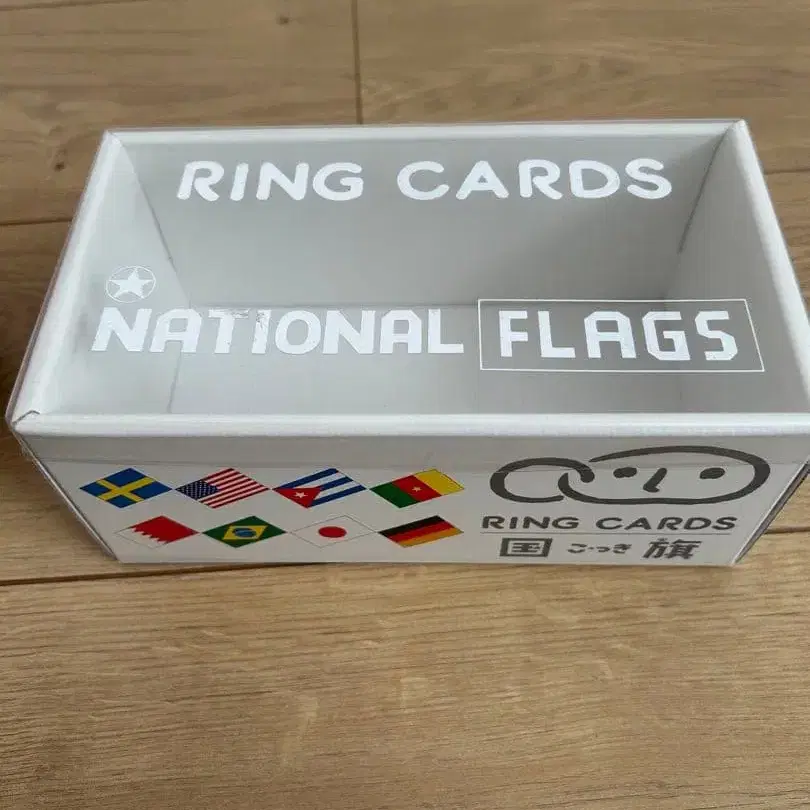 RING CARDS
NATIONAL FLAGS
RING CARDS
国 こっき 旗